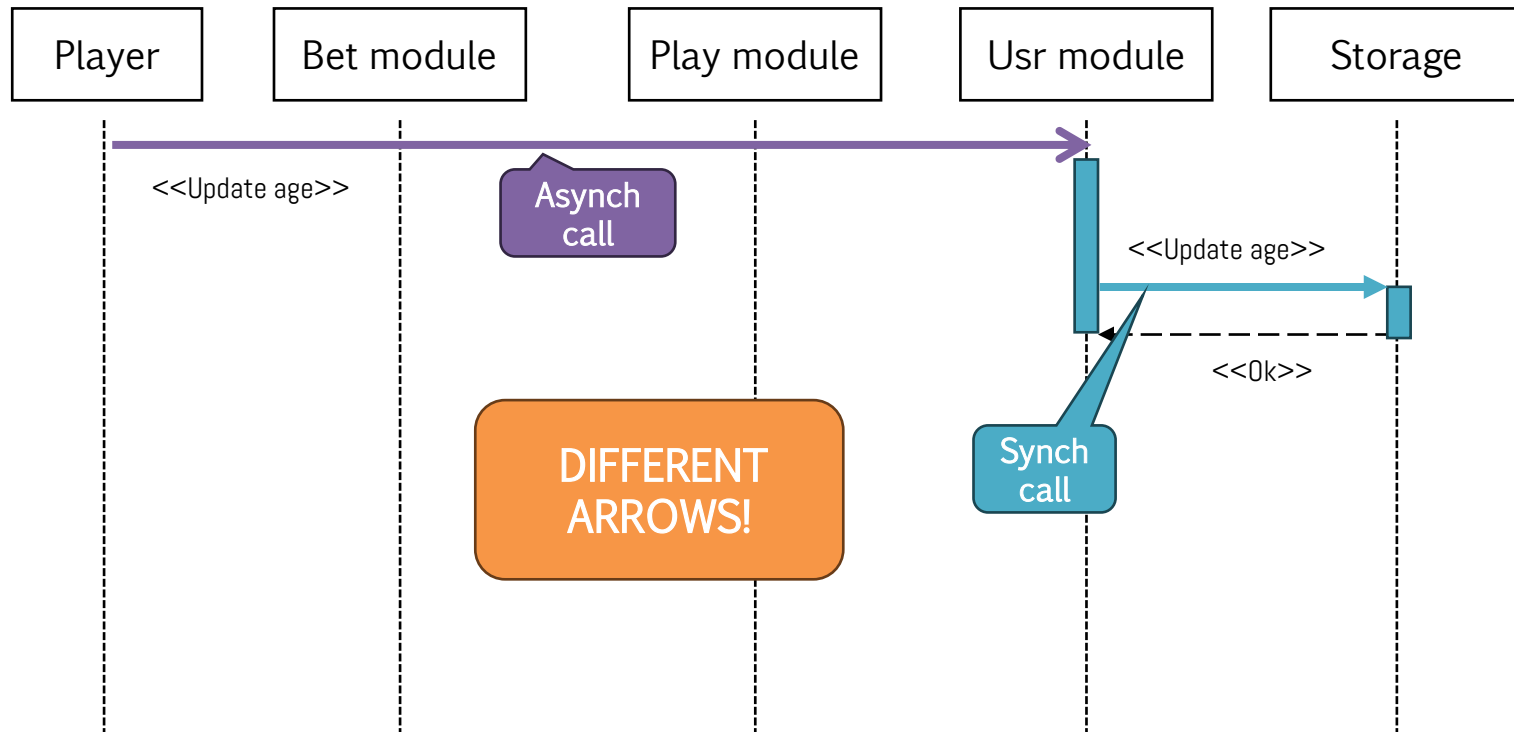 Player
Bet module
Play module
Usr module
Storage
<<Update age>>
Asynch
call
<<Update age>>
<<Ok>>
DIFFERENT
ARROWS!
Synch
call